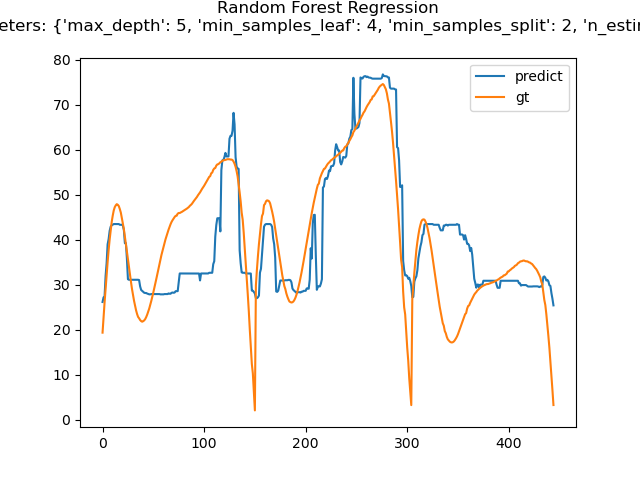 Random Forest Regression
eters: {'max_depth': 5, 'min_samples_leaf': 4, 'min_samples_split': 2, 'n_estin
80
70
60
50
40
30
20
10
0
0 100 200 300 400
predict
gt